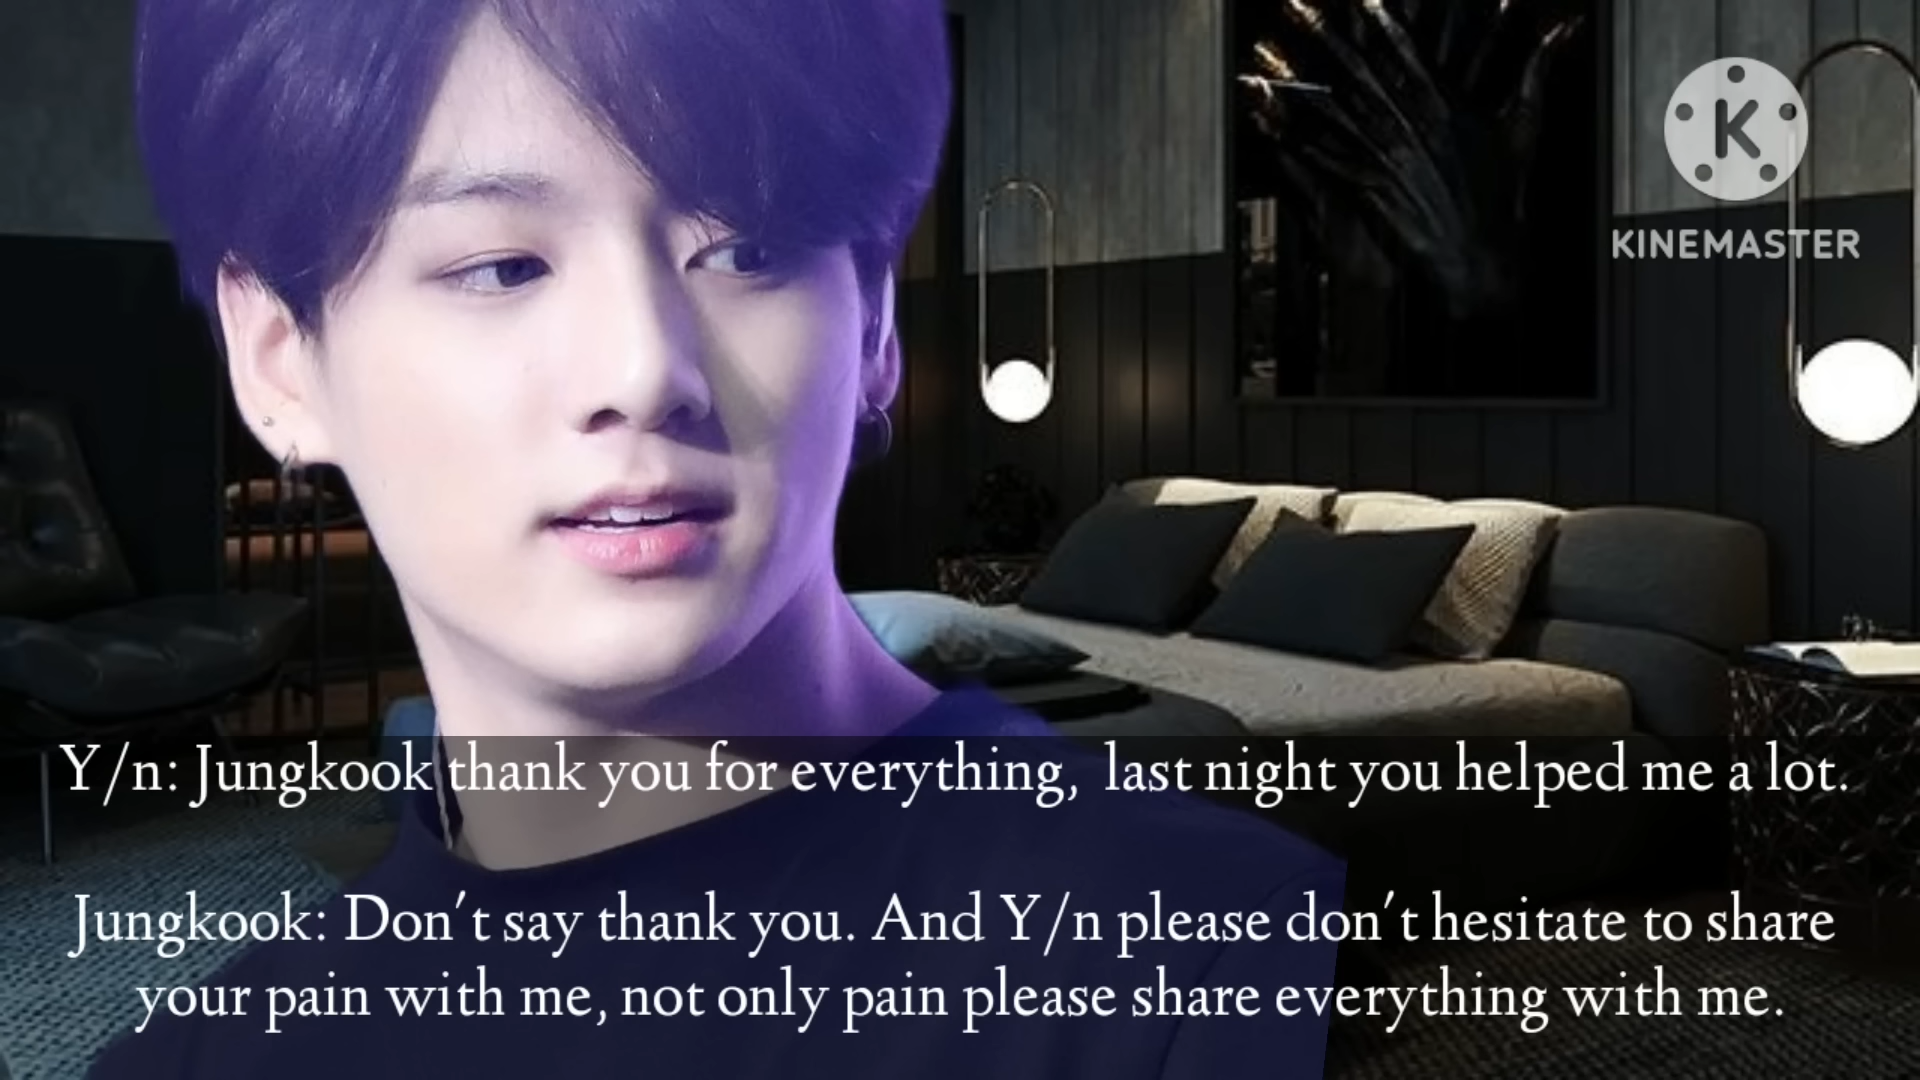 KINEMASTER
Y/n: Jungkook thank you for everything, last night you helped me a lot.
Jungkook: Don't say thank you. And Y/n please don't hesitate to share
your pain with me, not only pain please share everything with me.